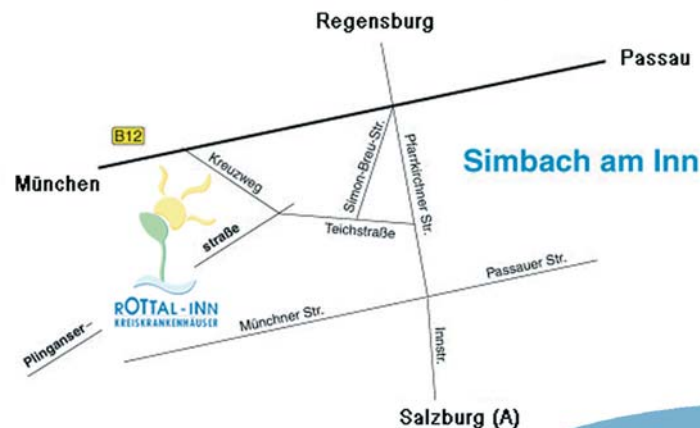 Regensburg
Passau
B12
München
Kreuzweg
Simon-Breu-Str.
Pfarrkirchner Str.
Simbach am Inn
straße
Teichstraße
Passauer Str.
ROTTAL-INN
KREISKRANKENHÄUSER
Münchner Str.
Plinganser-
Innstr.
Salzburg (A)